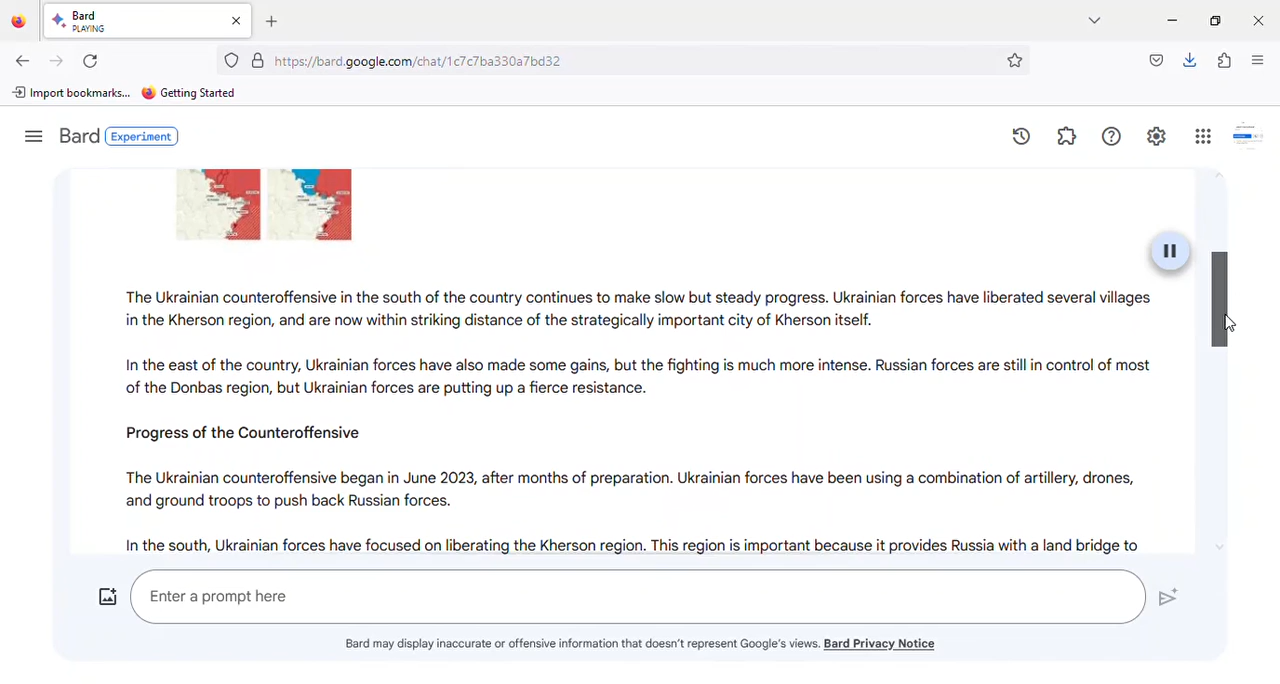 Bard
PLAYING
https://bard.google.com/chat/1c7c7ba330a7bd32
Import bookmarks...
Getting Started
Bard
Experiment
The Ukrainian counteroffensive in the south of the country continues to make slow but steady progress. Ukrainian forces have liberated several villages
in the Kherson region, and are now within striking distance of the strategically important city of Kherson itself.
In the east of the country, Ukrainian forces have also made some gains, but the fighting is much more intense. Russian forces are still in control of most
of the Donbas region, but Ukrainian forces are putting up a fierce resistance.
Progress of the Counteroffensive
The Ukrainian counteroffensive began in June 2023, after months of preparation. Ukrainian forces have been using a combination of artillery, drones,
and ground troops to push back Russian forces.
In the south, Ukrainian forces have focused on liberating the Kherson region. This region is important because it provides Russia with a land bridge to
Enter a prompt here
Bard may display inaccurate or offensive information that doesn't represent Google's views. Bard Privacy Notice